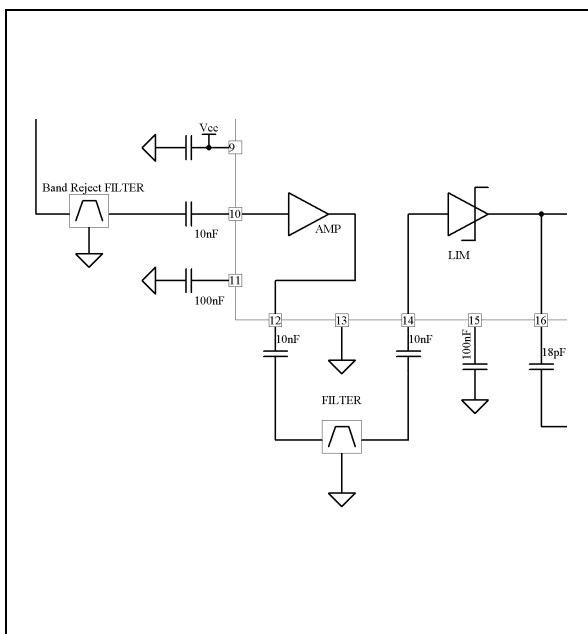 Vcc
9
Band Reject FILTER
10
10nF
AMP
LIM
11
100nF
12
13
14
15
16
10nF
10nF
100nF
18pF
FILTER